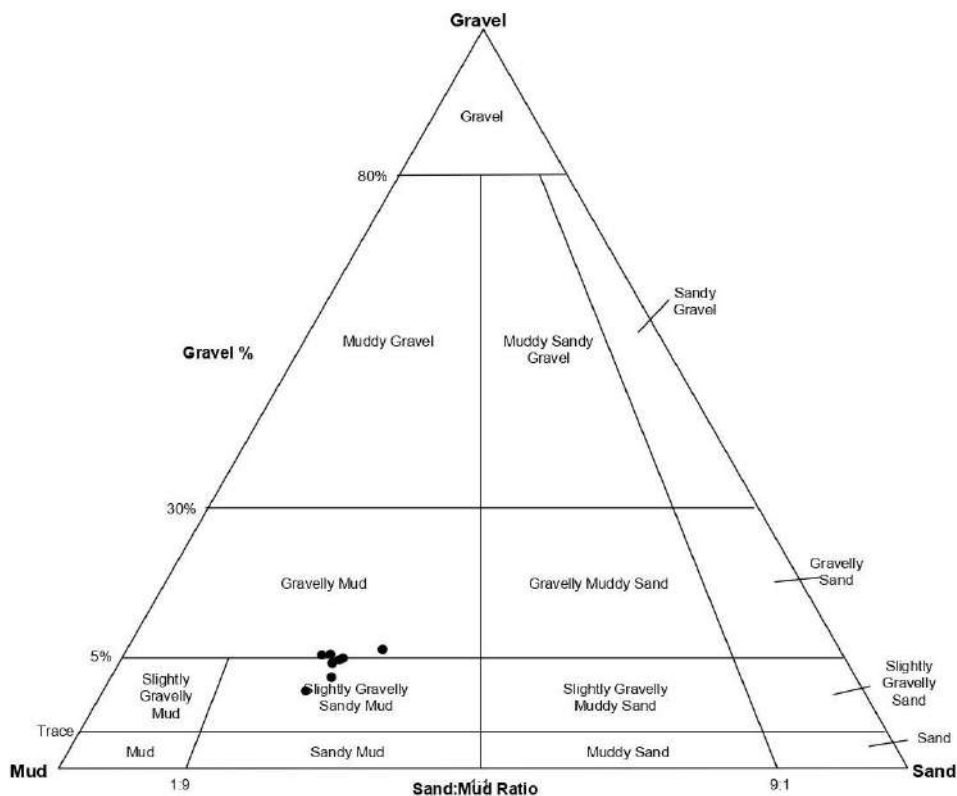 Gravel
Gravel
80%
Sandy
Gravel
Muddy Gravel
Muddy Sandy
Gravel
Gravel %
30%
Gravelly Mud
Gravelly Muddy Sand
Gravelly
Sand
5%
Slightly
Gravelly
Mud
Slightly Gravelly
Sandy Mud
Slightly Gravelly
Muddy Sand
Slightly
Gravelly
Sand
Trace
Mud
Sandy Mud
Muddy Sand
Sand
Mud
Sand
1:9
9:1
Sand:Mud Ratio